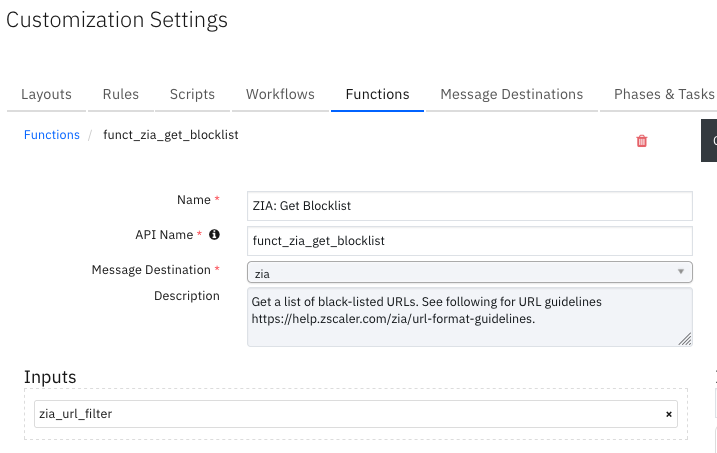 Customization Settings
Layouts Rules Scripts Workflows Functions Message Destinations Phases & Tasks
Functions / funct_zia_get_blocklist
Name * ZIA: Get Blocklist
API Name * funct_zia_get_blocklist
Message Destination * zia
Description Get a list of black-listed URLs. See following for URL guidelines
https://help.zscaler.com/zia/url-format-guidelines.
Inputs
zia_url_filter ×